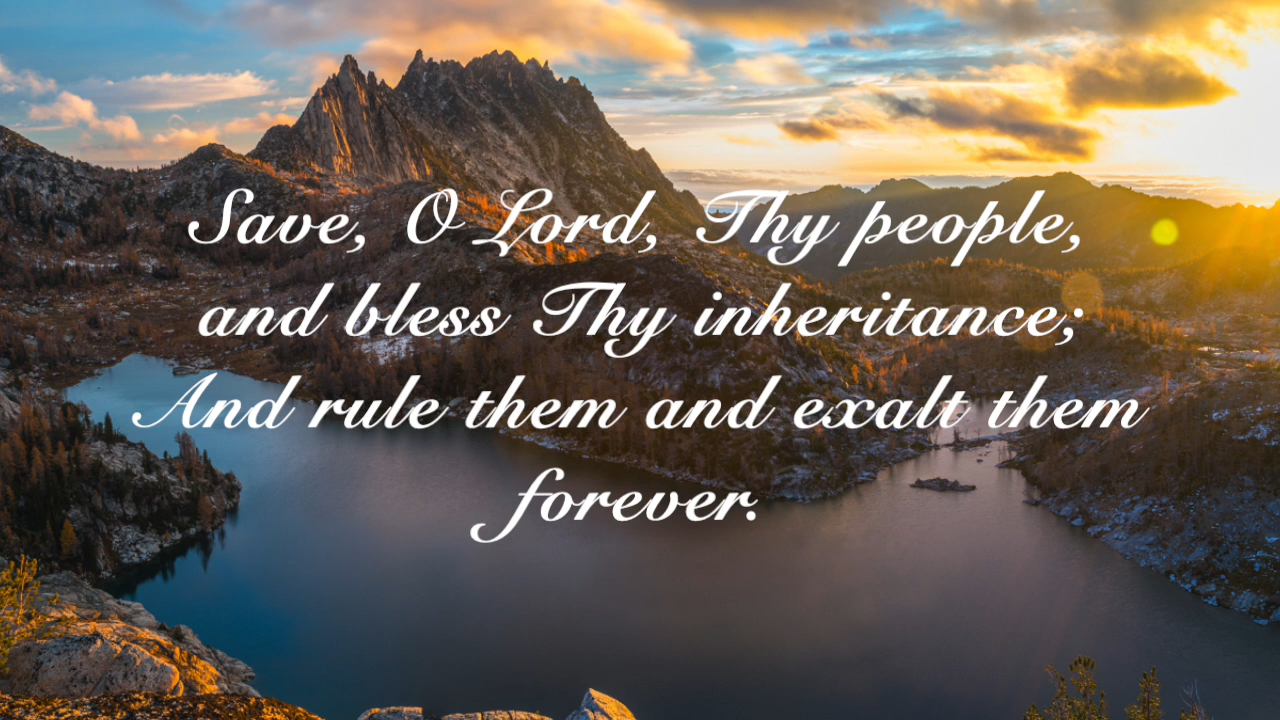 Save, O Lord, Thy people,
and bless Thy inheritance;
And rule them and exalt them
forever.